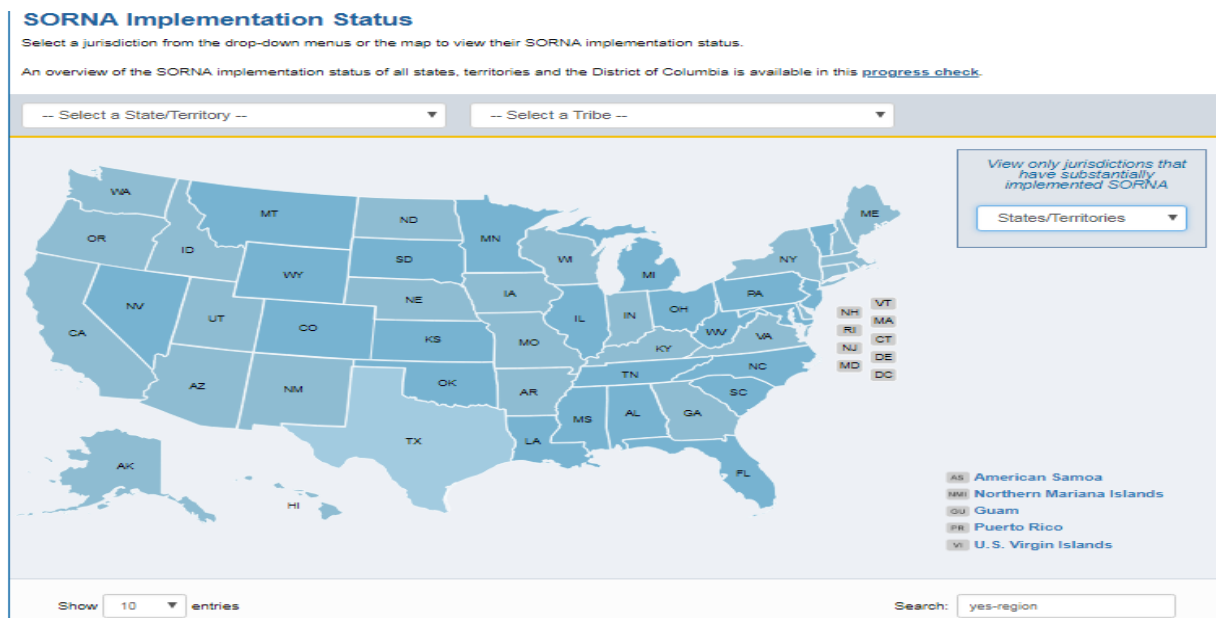 SORNA Implementation Status
Select a jurisdiction from the drop-down menus or the map to view their SORNA implementation status.
An overview of the SORNA implementation status of all states, territories and the District of Columbia is available in this progress check.
-- Select a State/Territory --
-- Select a Tribe --
View only jurisdictions that
have substantially
implemented SORNA
States/Territories
WA
MT
ND
MN
ME
OR
ID
SD
WI
NY
WY
MI
NV
NE
IA
PA
UT
IL
IN
OH
CA
CO
KS
MO
WV
VA
KY
AZ
NM
OK
TN
NC
AR
SC
TX
MS
AL
GA
LA
FL
AK
HI
NH
VT
RI
MA
NJ
CT
MD
DE
DC
AS American Samoa
NMI Northern Mariana Islands
GU Guam
PR Puerto Rico
VI U.S. Virgin Islands
Show 10 entries
Search: yes-region